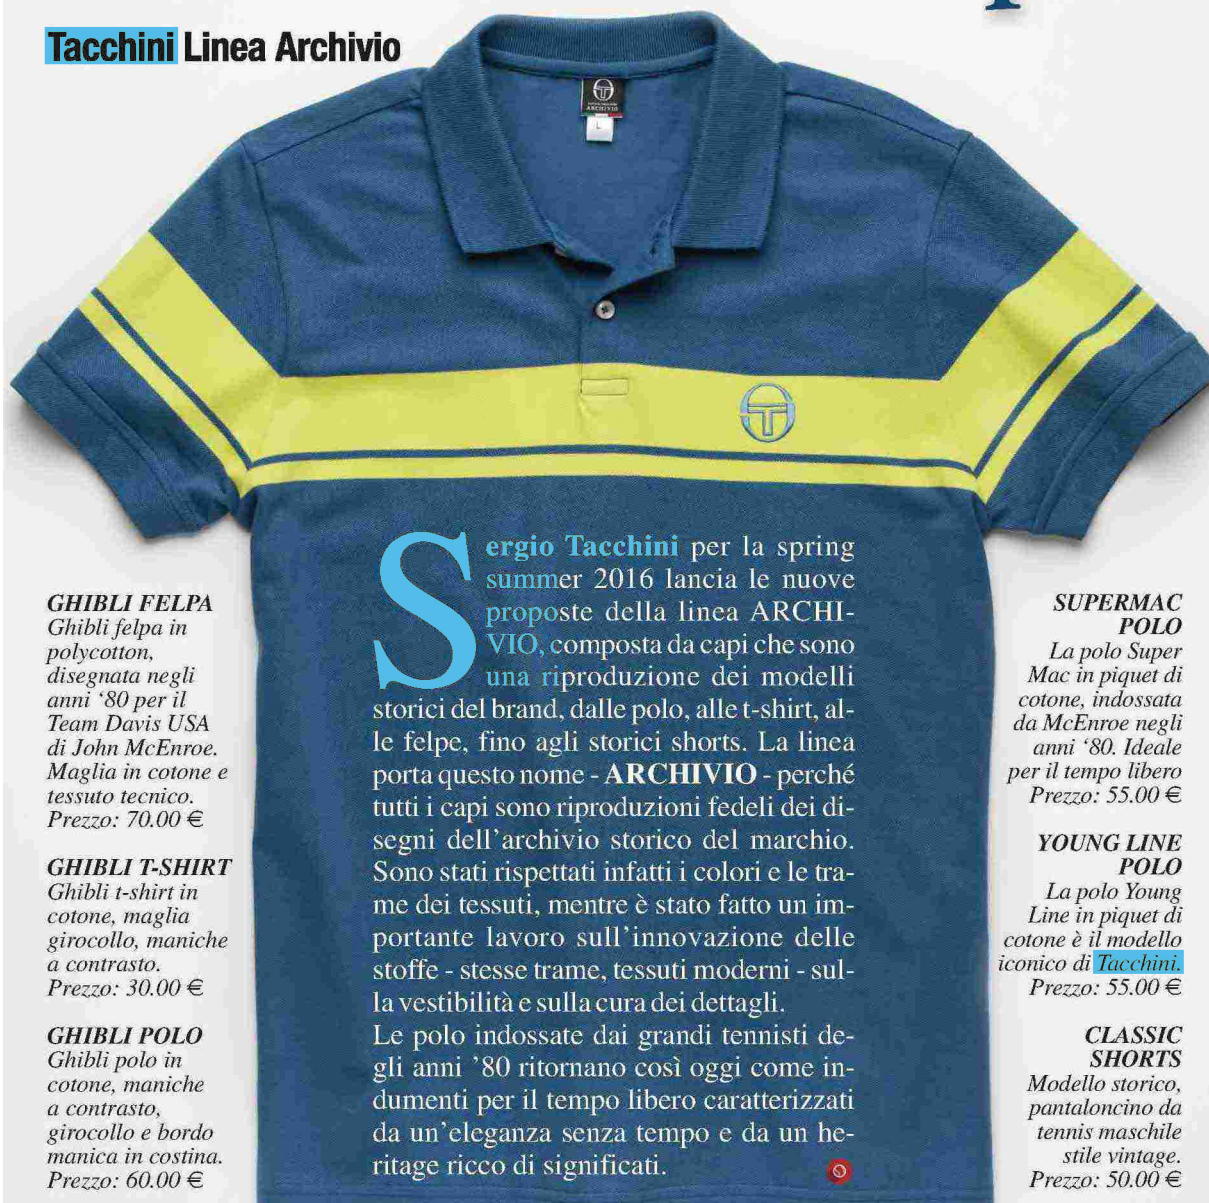 Tacchini Linea Archivio
ARCHIVIO
L
Sergio Tacchini per la spring
summer 2016 lancia le nuove
proposte della linea ARCHI-
VIO, composta da capi che sono
una riproduzione dei modelli
storici del brand, dalle polo, alle t-shirt, al-
le felpe, fino agli storici shorts. La linea
porta questo nome - ARCHIVIO - perché
tutti i capi sono riproduzioni fedeli dei di-
segni dell'archivio storico del marchio.
Sono stati rispettati infatti i colori e le tra-
me dei tessuti, mentre è stato fatto un im-
portante lavoro sull'innovazione delle
stoffe - stesse trame, tessuti moderni - sul-
la vestibilità e sulla cura dei dettagli.
Le polo indossate dai grandi tennisti de-
gli anni '80 ritornano così oggi come in-
dumenti per il tempo libero caratterizzati
da un'eleganza senza tempo e da un he-
ritage ricco di significati.
GHIBLI FELPA
Ghibli felpa in
polycotton,
disegnata negli
anni ‘80 per il
Team Davis USA
di John McEnroe.
Maglia in cotone e
tessuto tecnico.
Prezzo: 70.00 €
GHIBLI T-SHIRT
Ghibli t-shirt in
cotone, maglia
girocollo, maniche
a contrasto.
Prezzo: 30.00 €
GHIBLI POLO
Ghibli polo in
cotone, maniche
a contrasto,
girocollo e bordo
manica in costina.
Prezzo: 60.00 €
SUPERMAC
POLO
La polo Super
Mac in piquet di
cotone, indossata
da McEnroe negli
anni ‘80. Ideale
per il tempo libero
Prezzo: 55.00 €
YOUNG LINE
POLO
La polo Young
Line in piquet di
cotone è il modello
iconico di Tacchini.
Prezzo: 55.00 €
CLASSIC
SHORTS
Modello storico,
pantaloncino da
tennis maschile
stile vintage.
Prezzo: 50.00 €